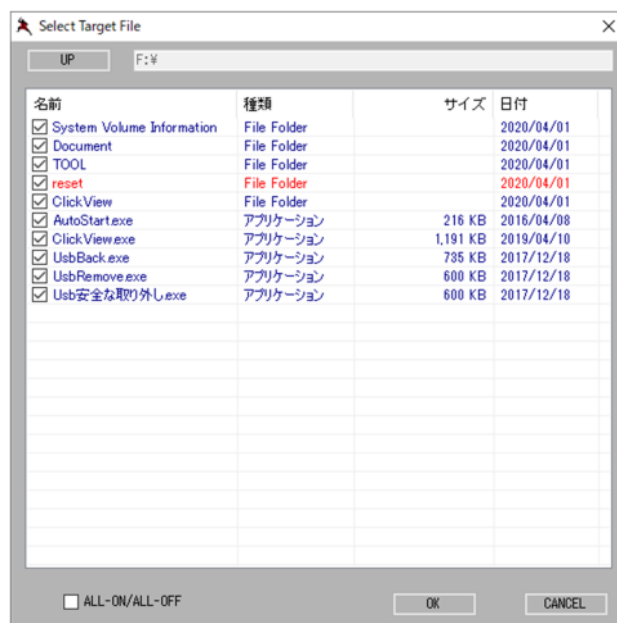 Select Target File
UP F:¥
名前 種類 サイズ 日付
System Volume Information File Folder 2020/04/01
Document File Folder 2020/04/01
TOOL File Folder 2020/04/01
reset File Folder 2020/04/01
ClickView File Folder 2020/04/01
AutoStart.exe アプリケーション 216 KB 2016/04/08
ClickView.exe アプリケーション 1,191 KB 2019/04/10
UsbBack.exe アプリケーション 735 KB 2017/12/18
UsbRemove.exe アプリケーション 600 KB 2017/12/18
Usb安全な取り外し.exe アプリケーション 600 KB 2017/12/18
ALL-ON/ALL-OFF OK CANCEL